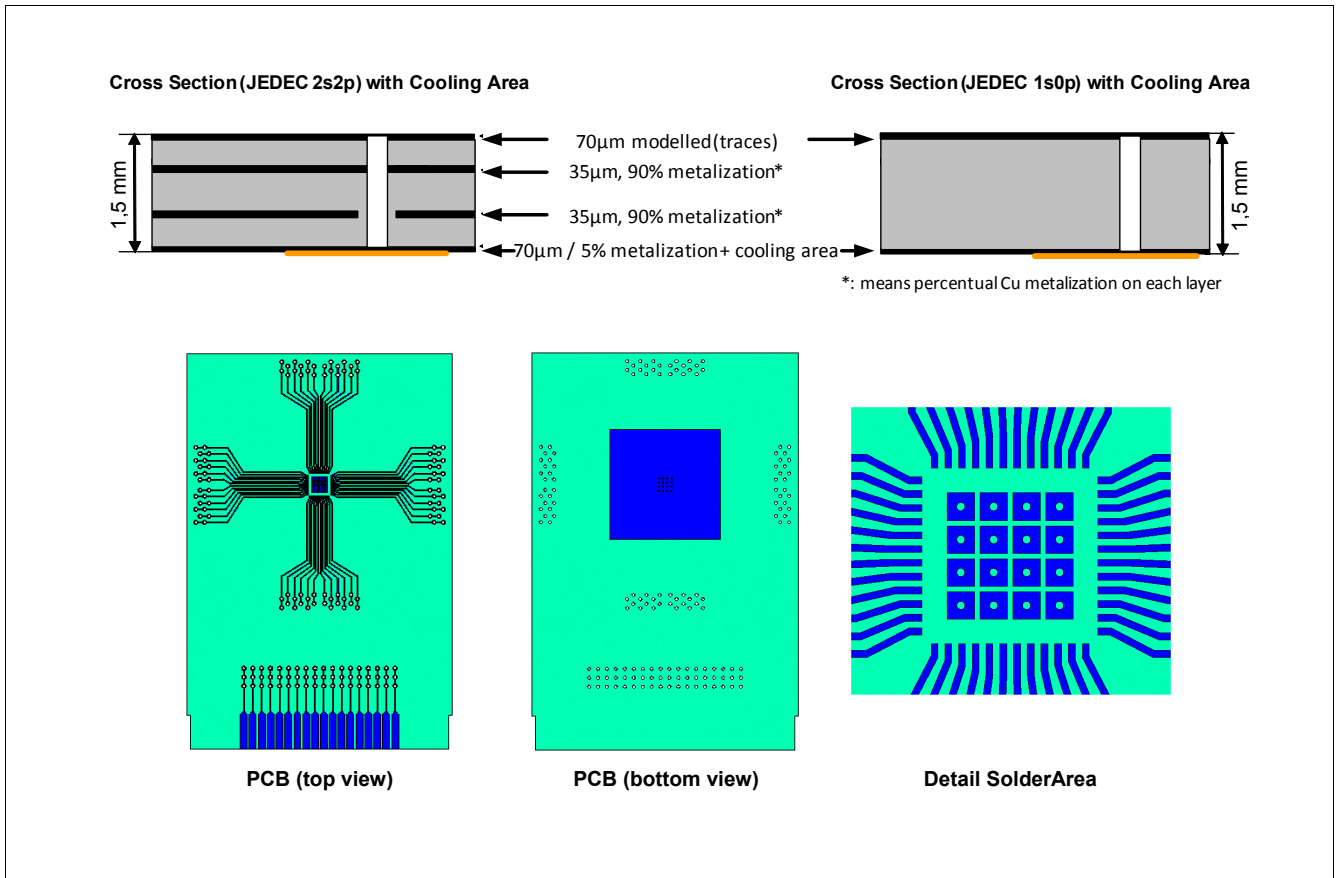 Cross Section (JEDEC 2s2p) with Cooling Area
Cross Section (JEDEC 1s0p) with Cooling Area
1,5 mm
70µm modelled (traces)
35µm, 90% metalization*
35µm, 90% metalization*
70µm / 5% metalization + cooling area
1,5 mm
*: means percentual Cu metalization on each layer
PCB (top view)
PCB (bottom view)
Detail SolderArea